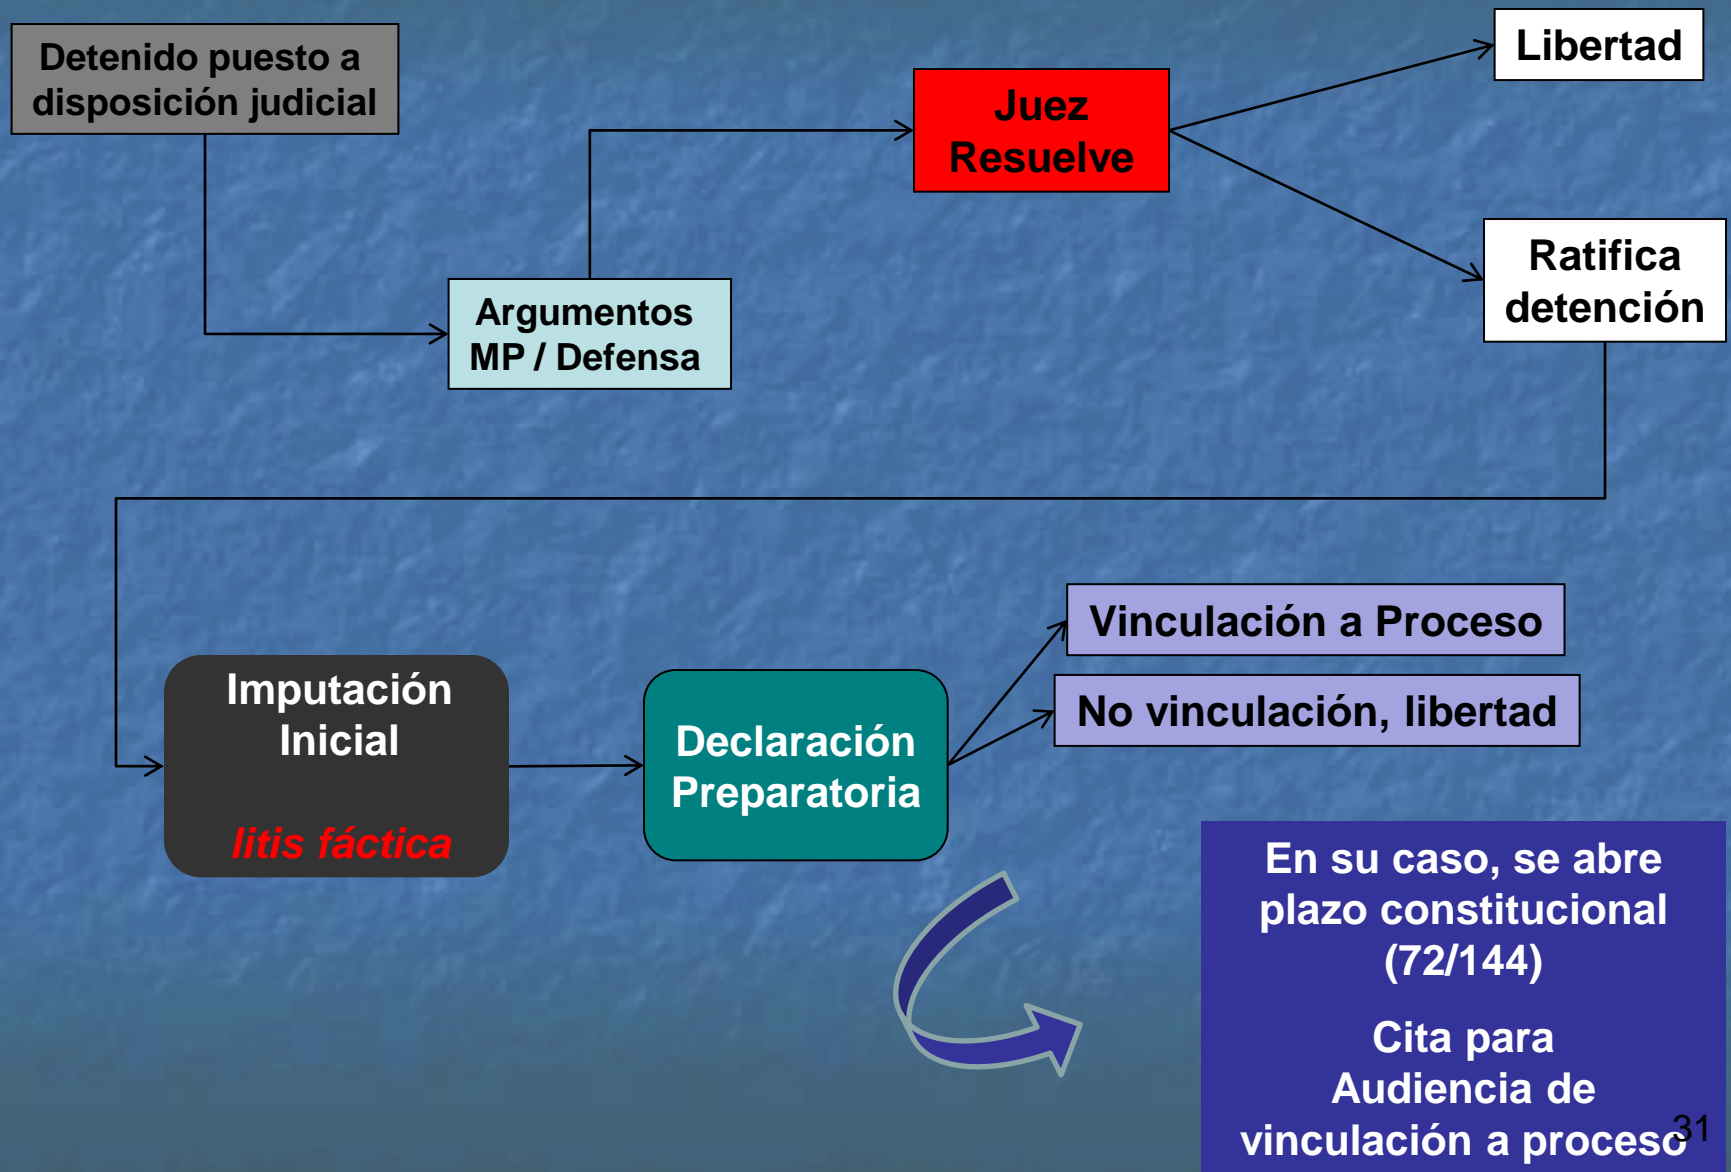 Detenido puesto a
disposición judicial
Argumentos
MP / Defensa
Juez
Resuelve
Libertad
Ratifica
detención
Imputación
Inicial
litis fáctica
Declaración
Preparatoria
Vinculación a Proceso
No vinculación, libertad
En su caso, se abre
plazo constitucional
(72/144)
Cita para
Audiencia de
vinculación a proceso
31